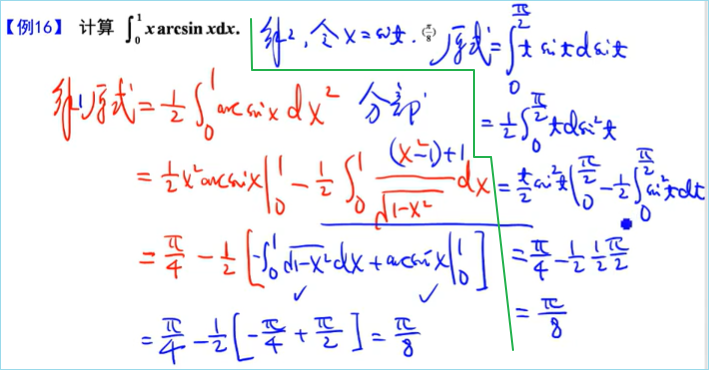 【例16】 计算 $\int_0^1 x\arcsin x\,dx.$ (π/8)
解1 原式 = $\frac{1}{2}\int_0^1 \arcsin x\,dx^2$ 分部
$= \frac{1}{2}x^2\arcsin x\Big|_0^1 - \frac{1}{2}\int_0^1 \frac{(x^2-1)+1}{\sqrt{1-x^2}}dx$
$= \frac{\pi}{4} - \frac{1}{2}\left[-\int_0^1 \sqrt{1-x^2}\,dx + \arcsin x\Big|_0^1\right]$
✓ ✓
$= \frac{\pi}{4} - \frac{1}{2}\left[-\frac{\pi}{4} + \frac{\pi}{2}\right] = \frac{\pi}{8}$
解2, 令 x = sin t. 原式 = $\int_0^{\frac{\pi}{2}} t\sin t\,d\sin t$
$= \frac{1}{2}\int_0^{\frac{\pi}{2}} t\,d\sin^2 t$
$= \frac{t}{2}\sin^2 t\Big|_0^{\frac{\pi}{2}} - \frac{1}{2}\int_0^{\frac{\pi}{2}} \sin^2 t\,dt$
$= \frac{\pi}{4} - \frac{1}{2}\frac{1}{2}\frac{\pi}{2}$
$= \frac{\pi}{8}$